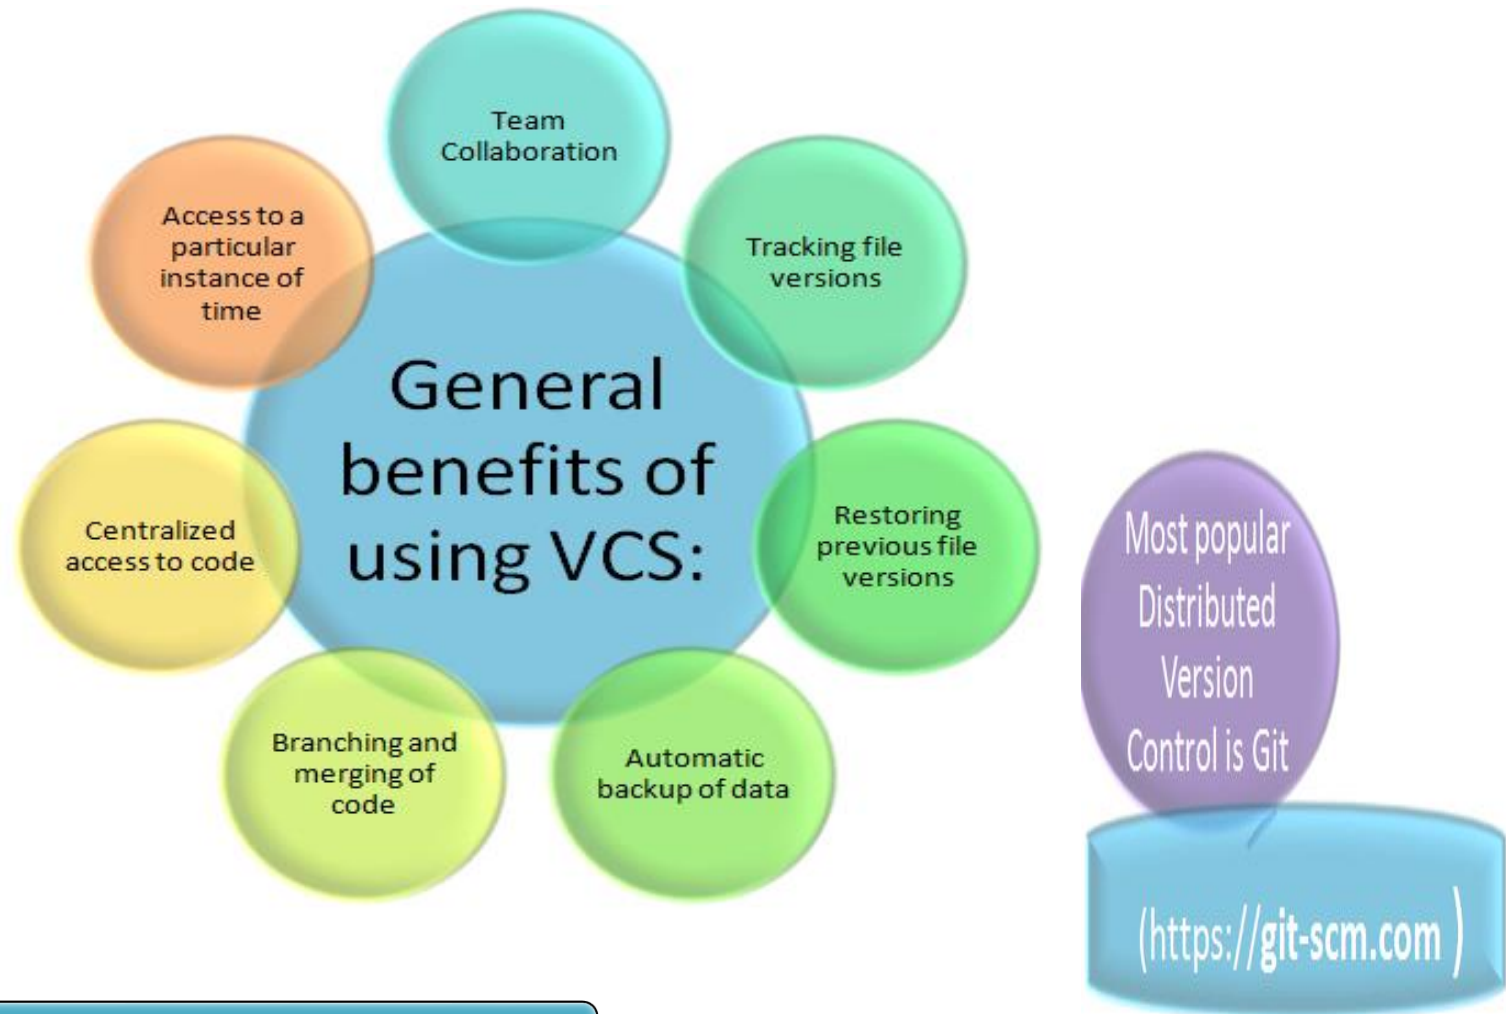 Team
Collaboration
Access to a
particular
instance of
time
Tracking file
versions
General
benefits of
using VCS:
Centralized
access to code
Restoring
previous file
versions
Branching and
merging of
code
Automatic
backup of data
Most popular
Distributed
Version
Control is Git
(https://git-scm.com )